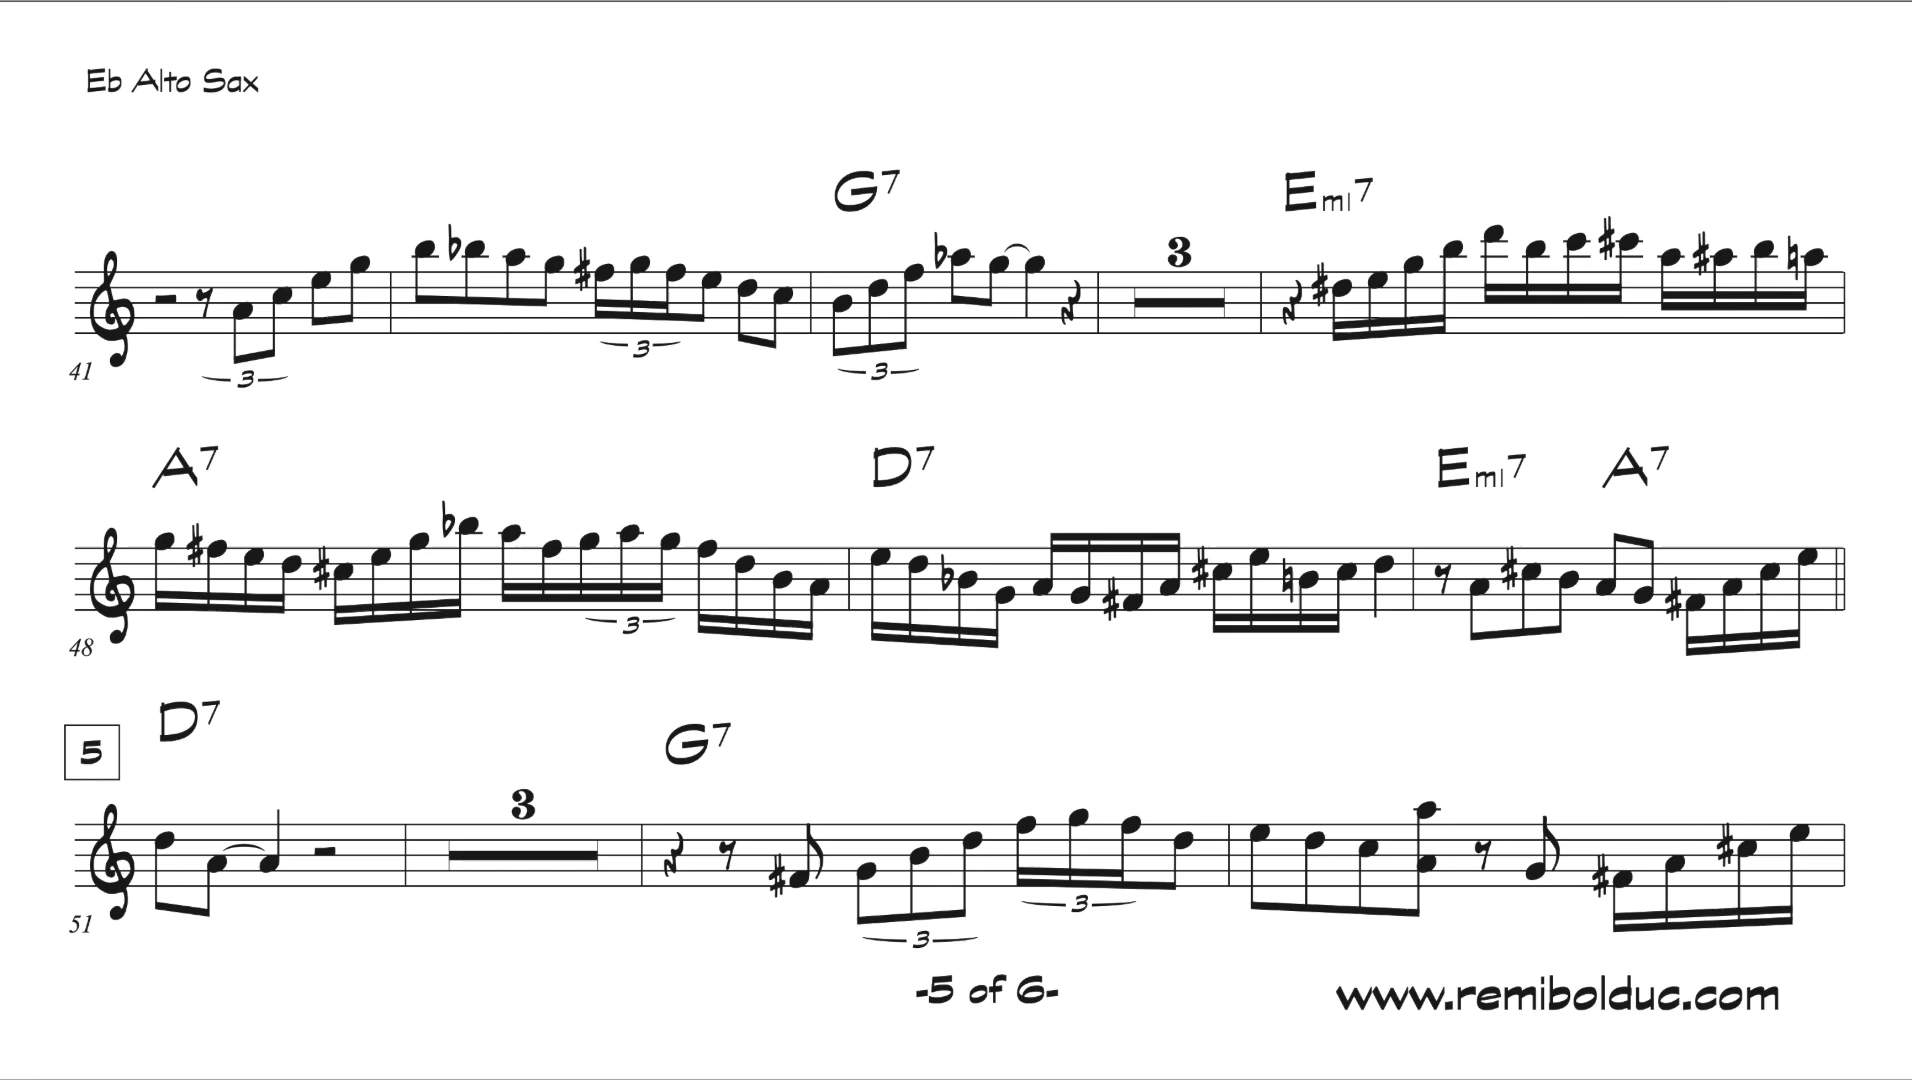 Eb Alto Sax
G7 Emi7
3
3 3 3
41
A7 D7 Emi7 A7
3
48
D7 G7
5
3
3
3
51
-5 of 6- www.remibolduc.com